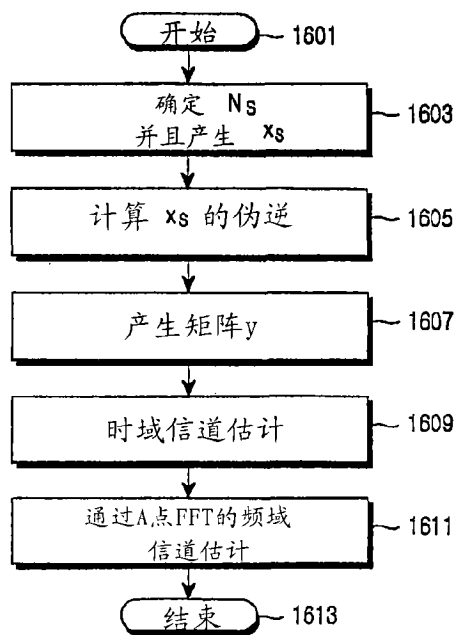 开始 1601
确定 Ns
并且产生 xs 1603
计算 xs 的伪逆 1605
产生矩阵y 1607
时域信道估计 1609
通过A点FFT的频域
信道估计 1611
结束 1613